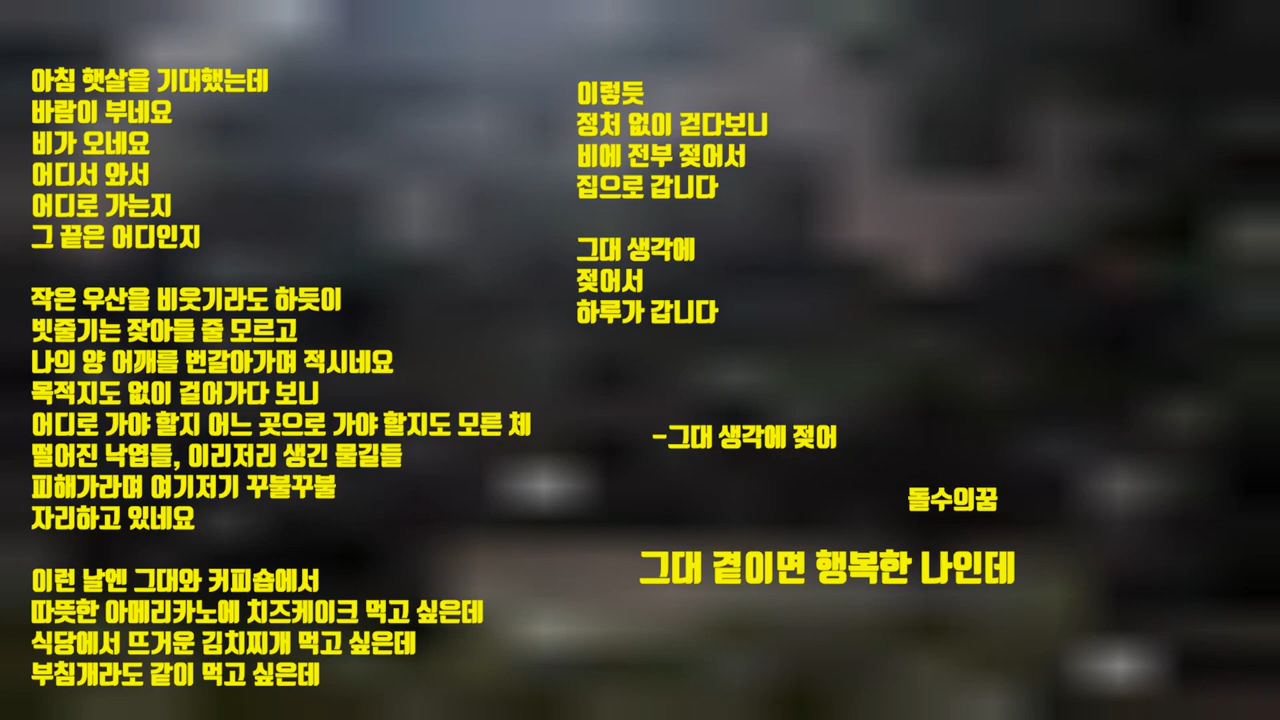 아침 햇살을 기대했는데
바람이 부네요
비가 오네요
어디서 와서
어디로 가는지
그 끝은 어디인지
작은 우산을 비웃기라도 하듯이
빗줄기는 잦아들 줄 모르고
나의 양 어깨를 번갈아가며 적시네요
목적지도 없이 걸어가다 보니
어디로 가야 할지 어느 곳으로 가야 할지도 모른 체
떨어진 낙엽들, 이리저리 생긴 물길들
피해가라며 여기저기 꾸불꾸불
자리하고 있네요
이런 날엔 그대와 커피숍에서
따뜻한 아메리카노에 치즈케이크 먹고 싶은데
식당에서 뜨거운 김치찌개 먹고 싶은데
부침개라도 같이 먹고 싶은데
이렇듯
정처 없이 걷다보니
비에 전부 젖어서
집으로 갑니다
그대 생각에
젖어서
하루가 갑니다
-그대 생각에 젖어
돌수의꿈
그대 곁이면 행복한 나인데